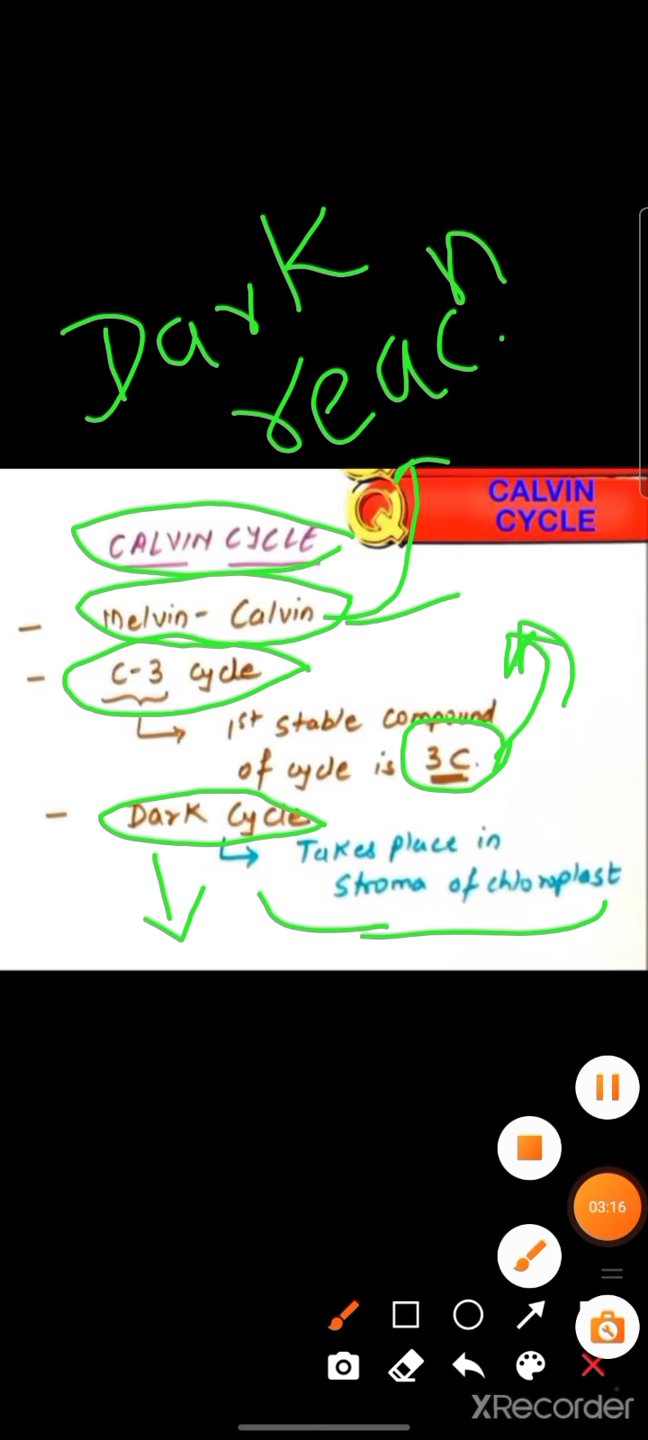 Dark
reacn.
CALVIN
CYCLE
CALVIN CYCLE
- Melvin- Calvin
- C-3 cycle
↳ 1st stable compound
of cycle is 3C.
- Dark Cycle
↳ Takes place in
stroma of chloroplast
03:16
XRecorder